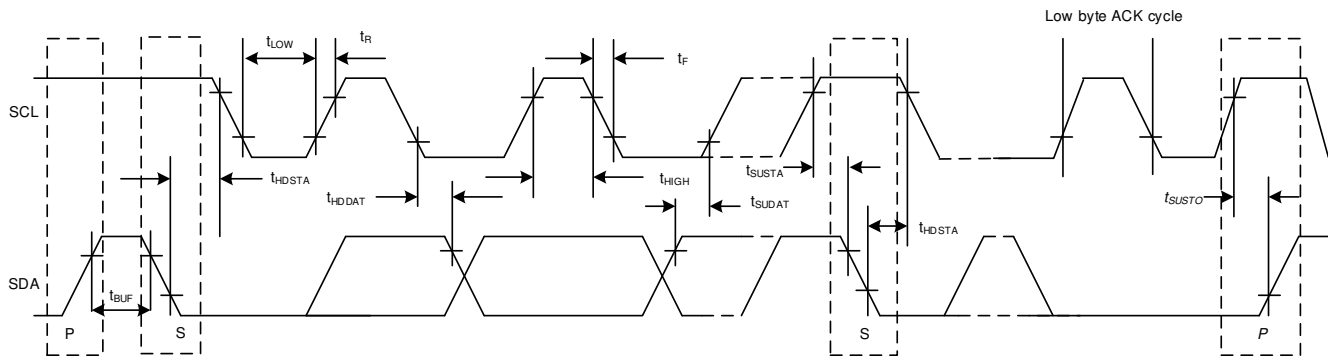 Low byte ACK cycle
tLOW
tR
tF
SCL
tHDSTA
tHDDAT
tHIGH
tSUDAT
tSUSTA
tHDSTA
tSUSTO
SDA
tBUF
P
S
S
P